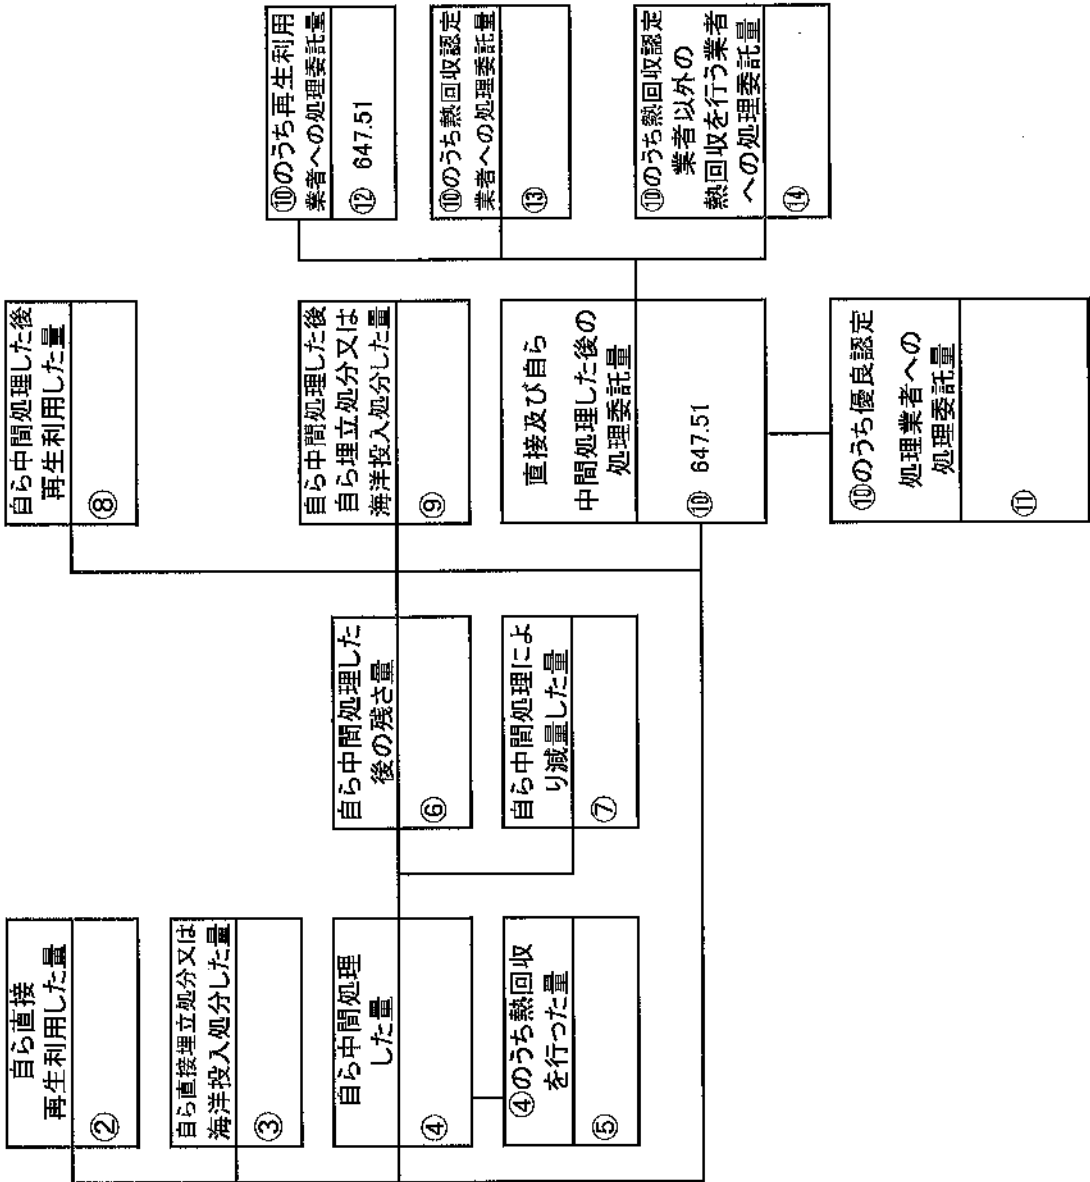 自ら直接
再生利用した量
②
自ら直接埋立処分又は
海洋投入処分した量
③
自ら中間処理
した量
④
④のうち熱回収
を行った量
⑤
自ら中間処理した
後の残さ量
⑥
自ら中間処理によ
り減量した量
⑦
自ら中間処理した後
再生利用した量
⑧
自ら中間処理した後
自ら埋立処分又は
海洋投入処分した量
⑨
直接及び自ら
中間処理した後の
処理委託量
⑩ 647.51
⑩のうち優良認定
処理業者への
処理委託量
⑪
⑩のうち再生利用
業者への処理委託量
⑫ 647.51
⑩のうち熱回収認定
業者への処理委託量
⑬
⑩のうち熱回収認定
業者以外の
熱回収を行う業者
への処理委託量
⑭